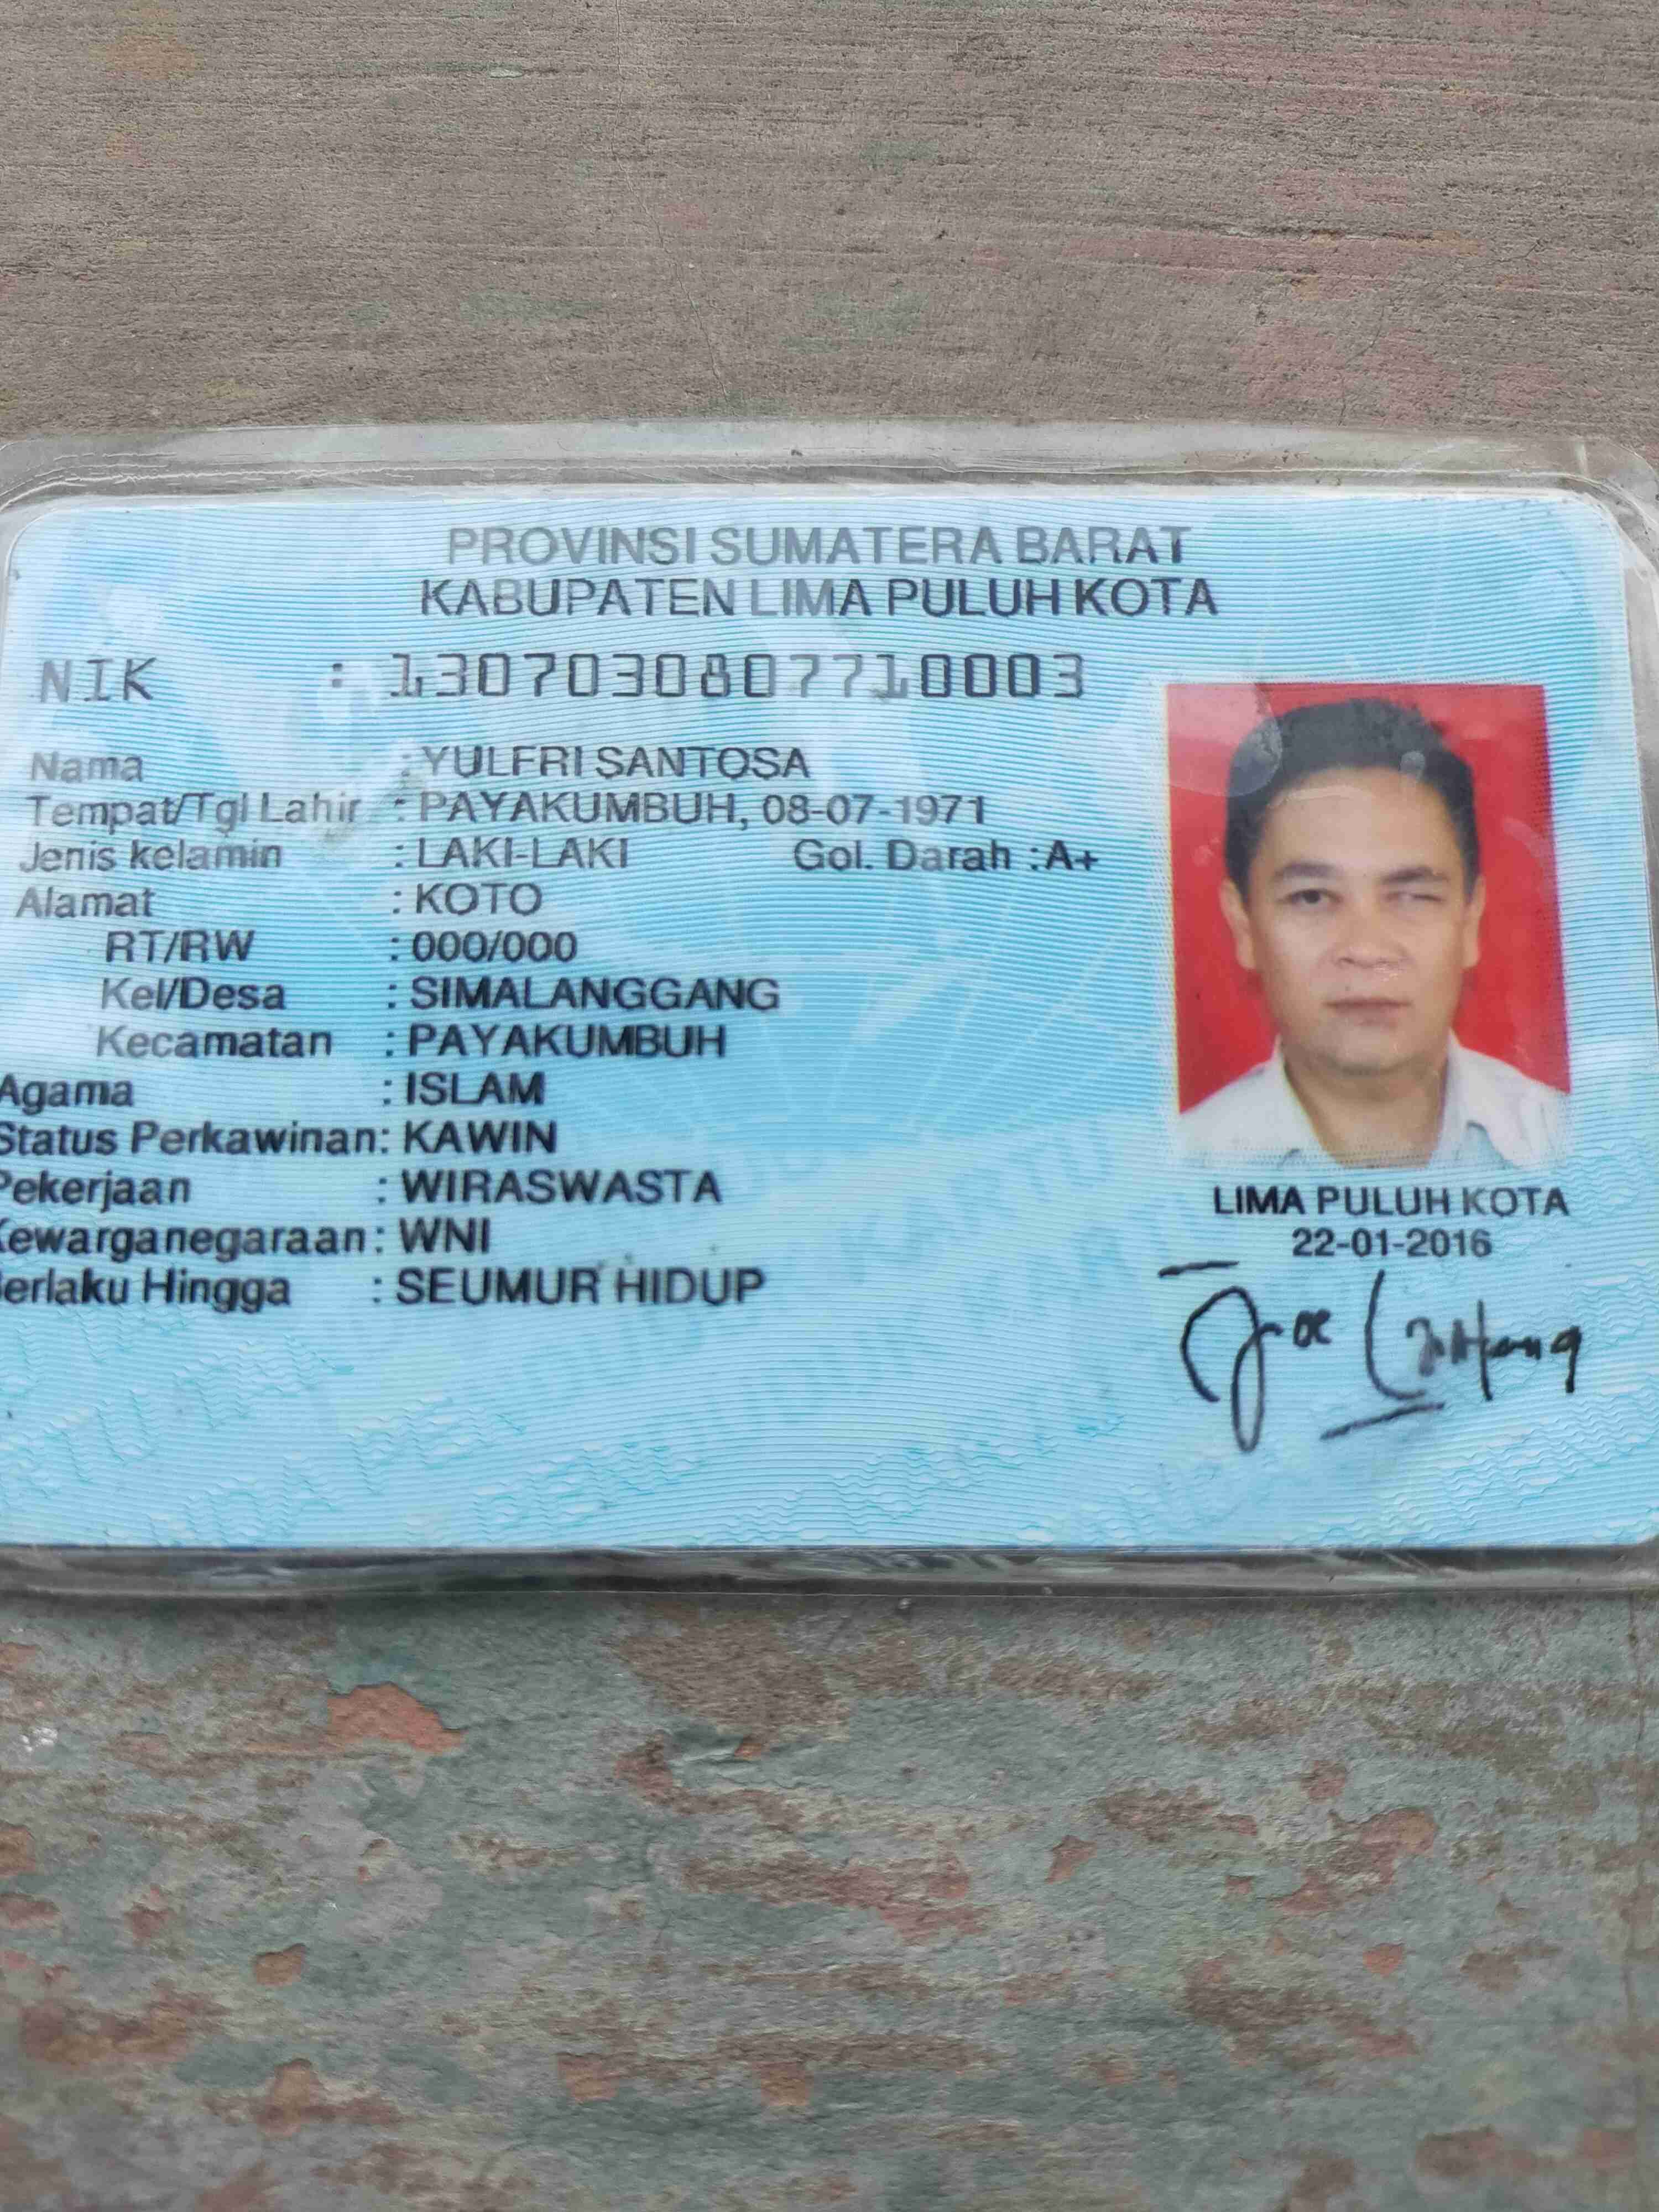 PROVINSI SUMATERA BARAT
KABUPATEN LIMA PULUH KOTA
NIK : 1307030807710003
Nama : YULFRI SANTOSA
Tempat/Tgl Lahir : PAYAKUMBUH, 08-07-1971
Jenis kelamin : LAKI-LAKI Gol. Darah : A+
Alamat : KOTO
RT/RW : 000/000
Kel/Desa : SIMALANGGANG
Kecamatan : PAYAKUMBUH
Agama : ISLAM
Status Perkawinan: KAWIN
Pekerjaan : WIRASWASTA
Kewarganegaraan: WNI
Berlaku Hingga : SEUMUR HIDUP
LIMA PULUH KOTA
22-01-2016